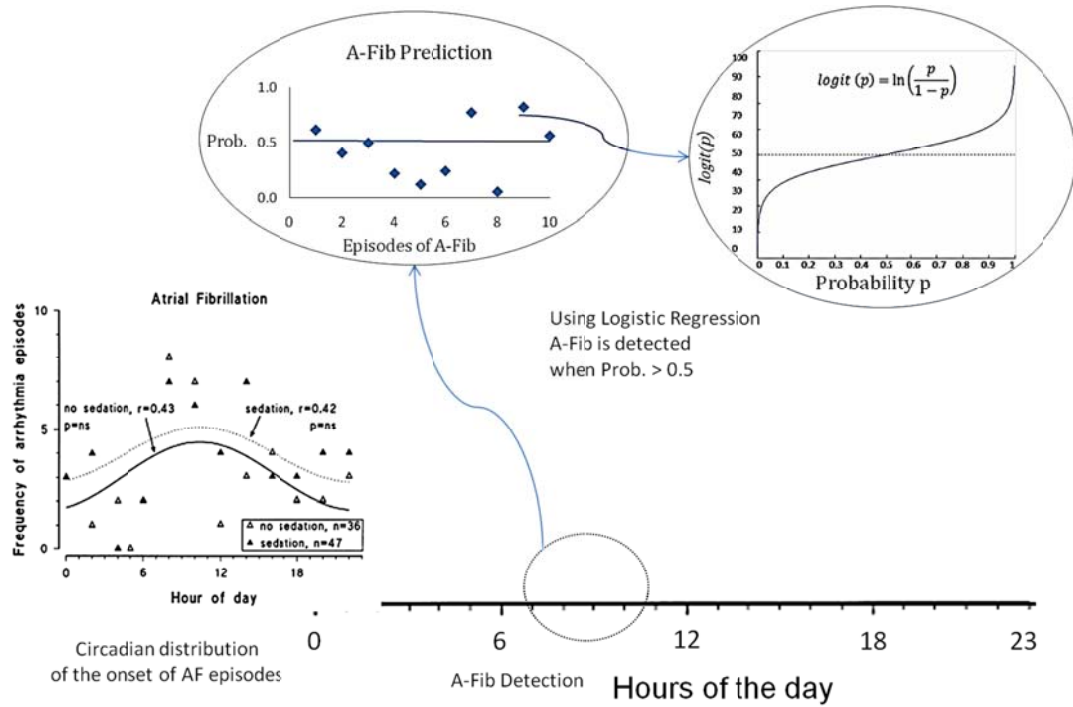 A-Fib Prediction
1.0
Prob.
0.5
0.0
0 2 4 6 8 10
Episodes of A-Fib
100
90
80
70
60
50
40
30
20
10
0
logit(p)
logit (p) = ln(p/(1 − p))
0 0.1 0.2 0.3 0.4 0.5 0.6 0.7 0.8 0.9 1
Probability p
Atrial Fibrillation
10
5
0
Frequency of arrhythmia episodes
no sedation, r=0.43
p=ns
sedation, r=0.42
p=ns
△ no sedation, n=36
▲ sedation, n=47
0 6 12 18
Hour of day
Using Logistic Regression
A-Fib is detected
when Prob. > 0.5
0 6 12 18 23
Circadian distribution
of the onset of AF episodes
A-Fib Detection
Hours of the day